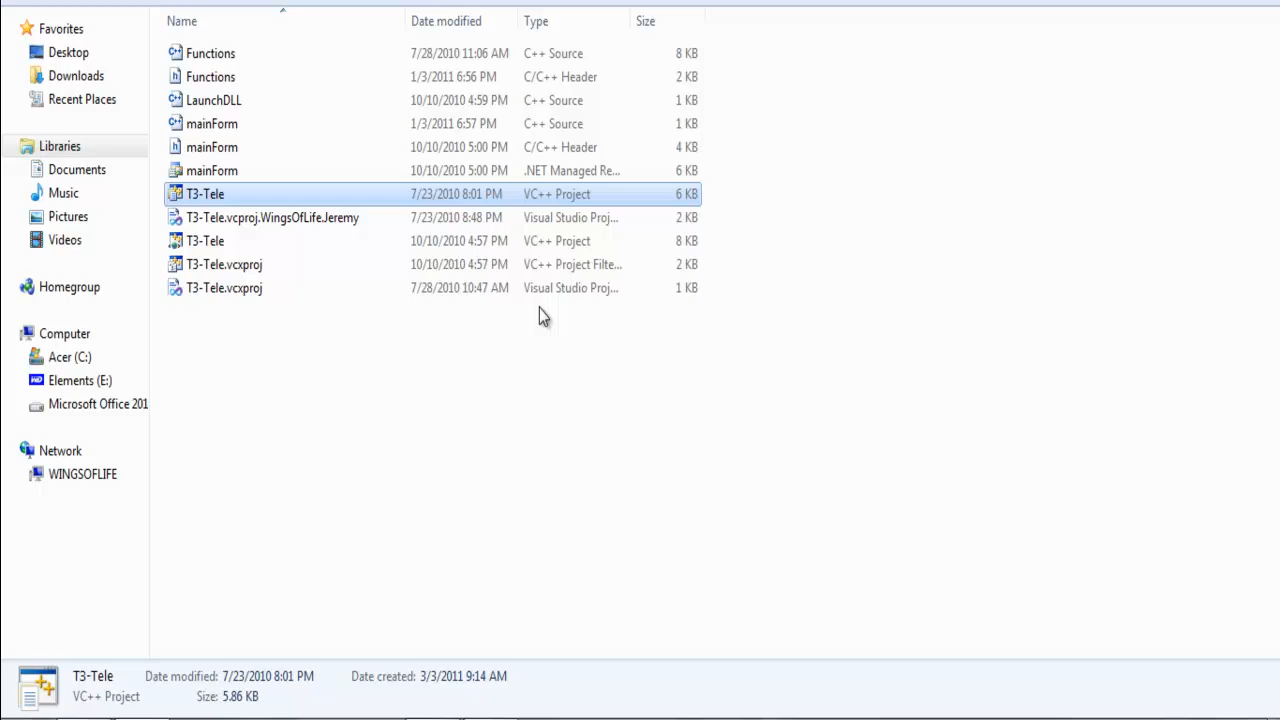 Name Date modified Type Size
Favorites
Desktop
Downloads
Recent Places
Libraries
Documents
Music
Pictures
Videos
Homegroup
Computer
Acer (C:)
Elements (E:)
Microsoft Office 201
Network
WINGSOFLIFE
Functions 7/28/2010 11:06 AM C++ Source 8 KB
Functions 1/3/2011 6:56 PM C/C++ Header 2 KB
LaunchDLL 10/10/2010 4:59 PM C++ Source 1 KB
mainForm 1/3/2011 6:57 PM C++ Source 1 KB
mainForm 10/10/2010 5:00 PM C/C++ Header 4 KB
mainForm 10/10/2010 5:00 PM .NET Managed Re... 6 KB
T3-Tele 7/23/2010 8:01 PM VC++ Project 6 KB
T3-Tele.vcproj.WingsOfLife.Jeremy 7/23/2010 8:48 PM Visual Studio Proj... 2 KB
T3-Tele 10/10/2010 4:57 PM VC++ Project 8 KB
T3-Tele.vcxproj 10/10/2010 4:57 PM VC++ Project Filte... 2 KB
T3-Tele.vcxproj 7/28/2010 10:47 AM Visual Studio Proj... 1 KB
T3-Tele Date modified: 7/23/2010 8:01 PM Date created: 3/3/2011 9:14 AM
VC++ Project Size: 5.86 KB